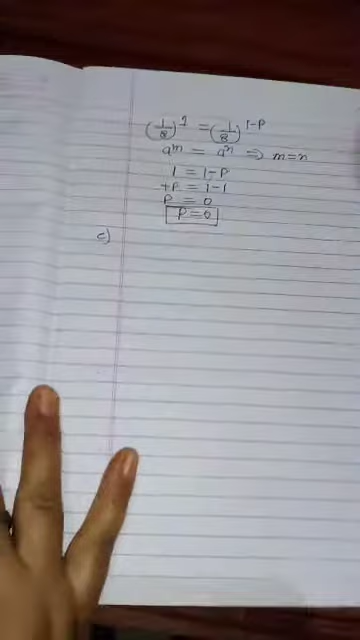 (1/8)^1 = (1/8)^1-P
a^m = a^n ⇒ m=n
1 = 1-P
+P = 1-1
P = 0
P=0
c)